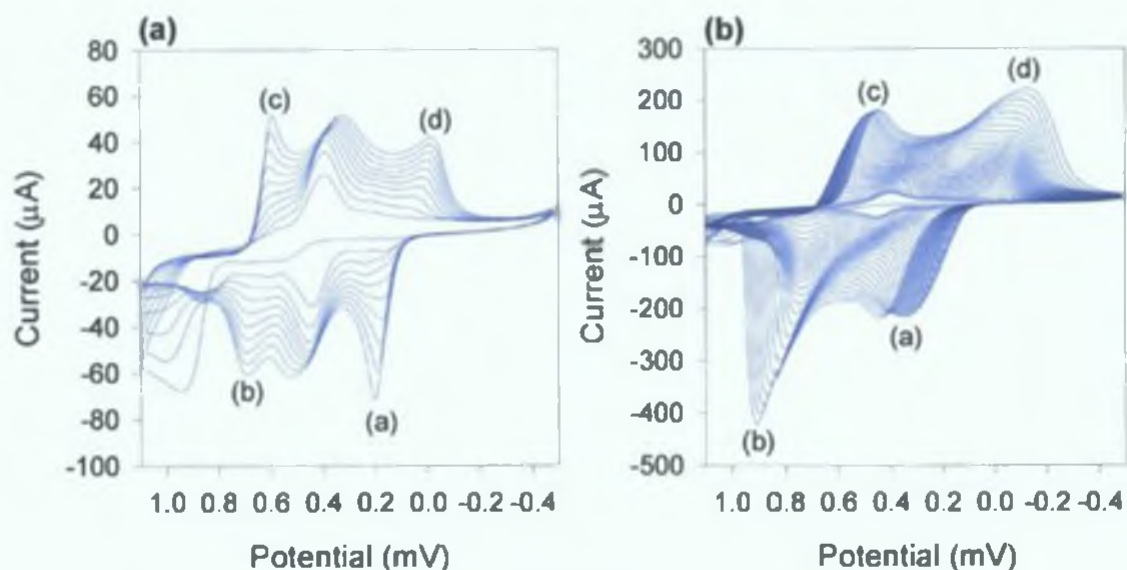 (a)
80
60
40
20
0
-20
-40
-60
-80
-100
Current (μA)
(c)
(d)
(b)
(a)
1.0 0.8 0.6 0.4 0.2 0.0 -0.2 -0.4
Potential (mV)
(b)
300
200
100
0
-100
-200
-300
-400
-500
Current (μA)
(c)
(d)
(a)
(b)
1.0 0.8 0.6 0.4 0.2 0.0 -0.2 -0.4
Potential (mV)